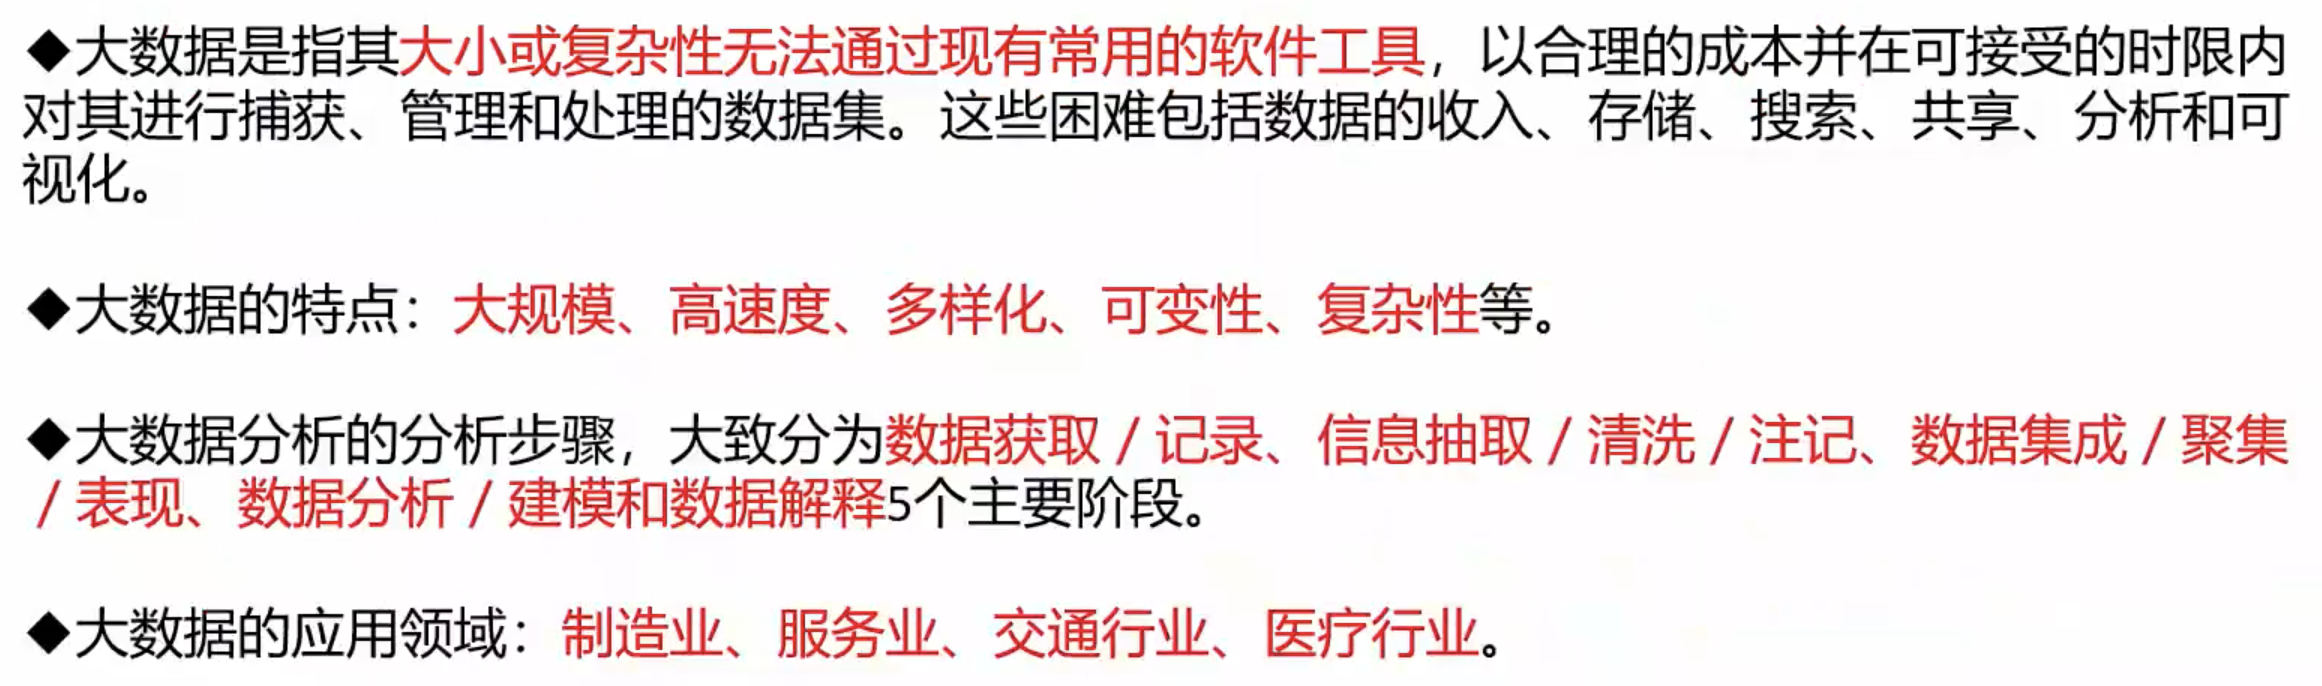 ◆大数据是指其大小或复杂性无法通过现有常用的软件工具，以合理的成本并在可接受的时限内
对其进行捕获、管理和处理的数据集。这些困难包括数据的收入、存储、搜索、共享、分析和可
视化。
◆大数据的特点：大规模、高速度、多样化、可变性、复杂性等。
◆大数据分析的分析步骤，大致分为数据获取 / 记录、信息抽取 / 清洗 / 注记、数据集成 / 聚集
/ 表现、数据分析 / 建模和数据解释5个主要阶段。
◆大数据的应用领域：制造业、服务业、交通行业、医疗行业。